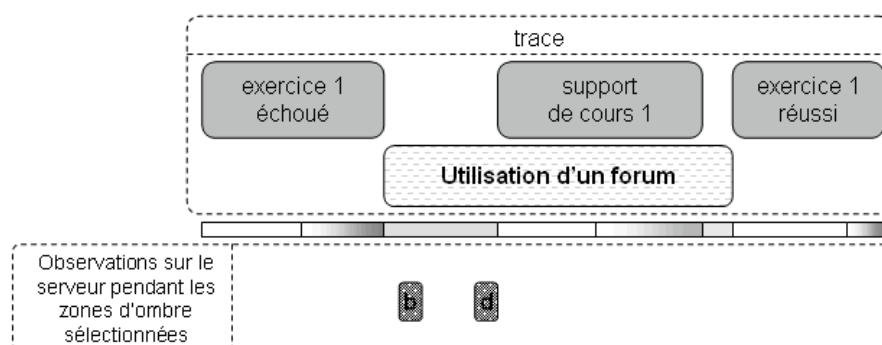 trace
exercice 1
échoué
support
de cours 1
exercice 1
réussi
Utilisation d'un forum
Observations sur le
serveur pendant les
zones d'ombre
sélectionnées
b
d